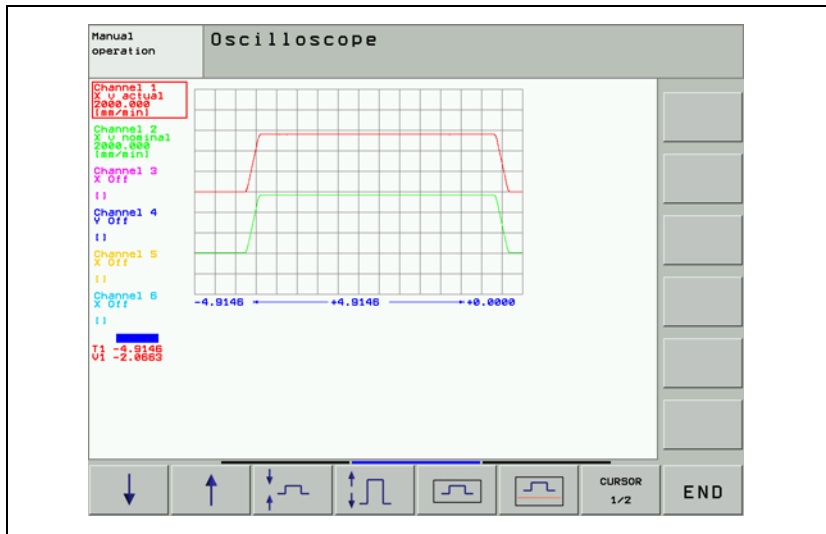 Manual
operation
Oscilloscope
Channel 1
X v actual
2000.000
[mm/min]
Channel 2
X v nominal
2000.000
[mm/min]
Channel 3
X Off
[]
Channel 4
Y Off
[]
Channel 5
X Off
[]
Channel 6
X Off
[]
-4.9146 +4.9146 +0.0000
T1 -4.9146
V1 -2.0663
CURSOR
1/2
END